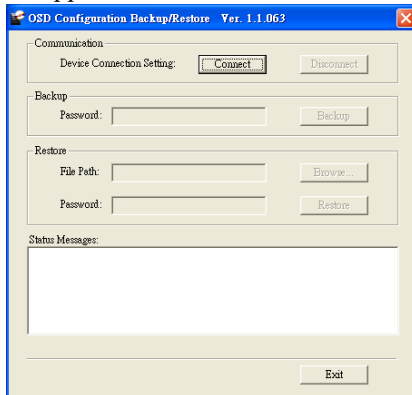 OSD Configuration Backup/Restore Ver. 1.1.063
Communication
Device Connection Setting: Connect Disconnect
Backup
Password: Backup
Restore
File Path: Browse...
Password: Restore
Status Messages:
Exit